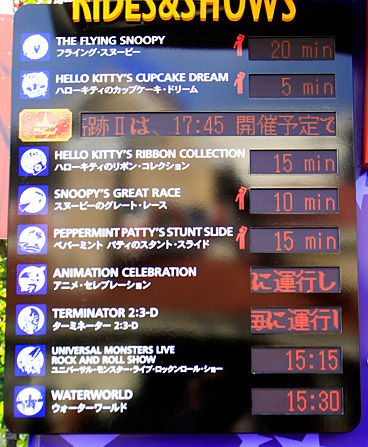 RIDES&SHOWS
THE FLYING SNOOPY
フライング・スヌーピー
20 min
HELLO KITTY'S CUPCAKE DREAM
ハローキティのカップケーキ・ドリーム
5 min
跡Ⅱは、17:45 開催予定で
HELLO KITTY'S RIBBON COLLECTION
ハローキティのリボン・コレクション
15 min
SNOOPY'S GREAT RACE
スヌーピーのグレート・レース
10 min
PEPPERMINT PATTY'S STUNT SLIDE
ペパーミント パティのスタント・スライド
15 min
ANIMATION CELEBRATION
アニメ・セレブレーション
に運行し
TERMINATOR 2:3-D
ターミネーター 2:3-D
毎に運行し
UNIVERSAL MONSTERS LIVE
ROCK AND ROLL SHOW
ユニバーサル・モンスター・ライブ・ロックンロール・ショー
15:15
WATERWORLD
ウォーターワールド
15:30